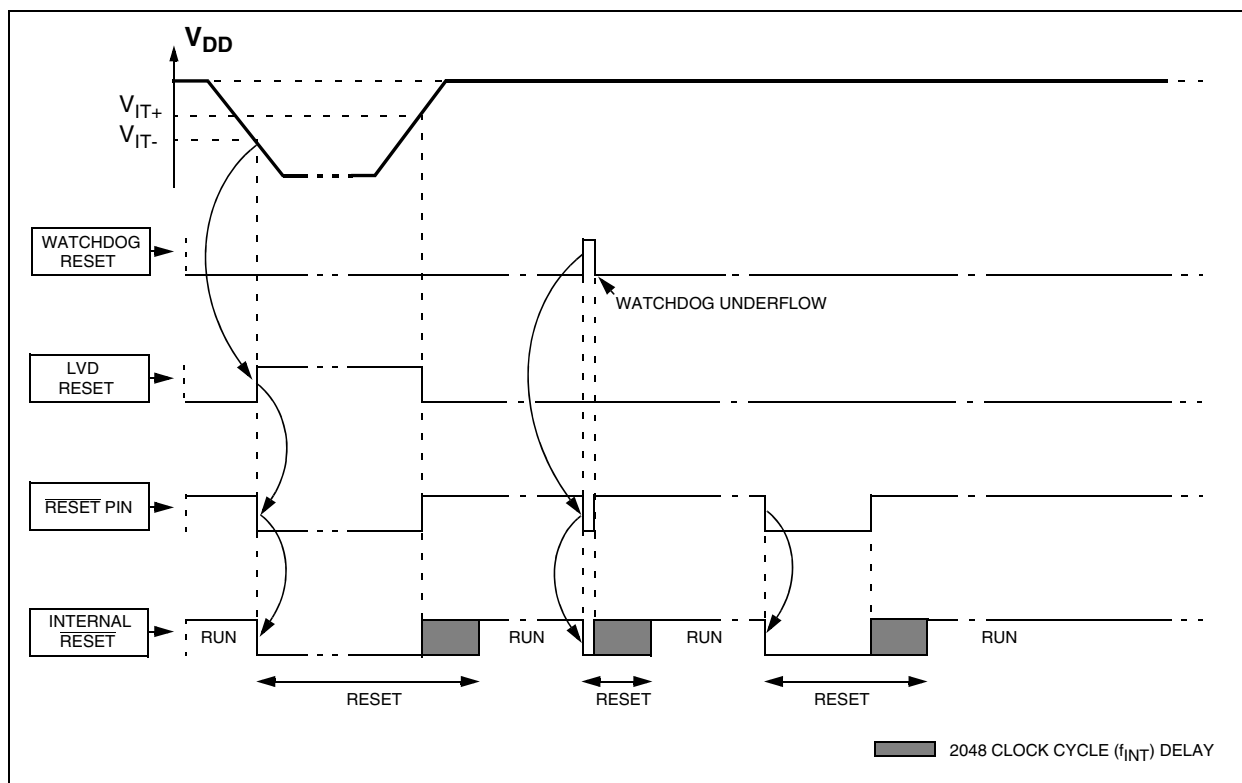 VDD
VIT+
VIT-
WATCHDOG
RESET
WATCHDOG UNDERFLOW
LVD
RESET
RESET PIN
INTERNAL
RESET
RUN
RUN
RUN
RUN
RESET
RESET
RESET
2048 CLOCK CYCLE (fINT) DELAY